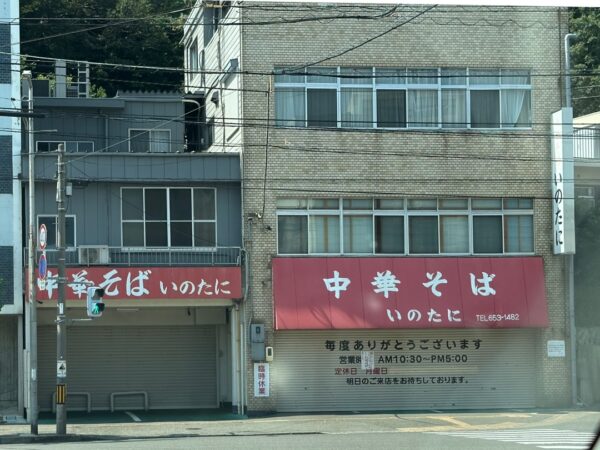 中華そば いのたに
中華そば
いのたに
TEL 653-1482
いのたに
毎度ありがとうございます
営業時 AM10:30～PM5:00
定休日 月曜日
明日のご来店をお待ちしております。
臨時休業